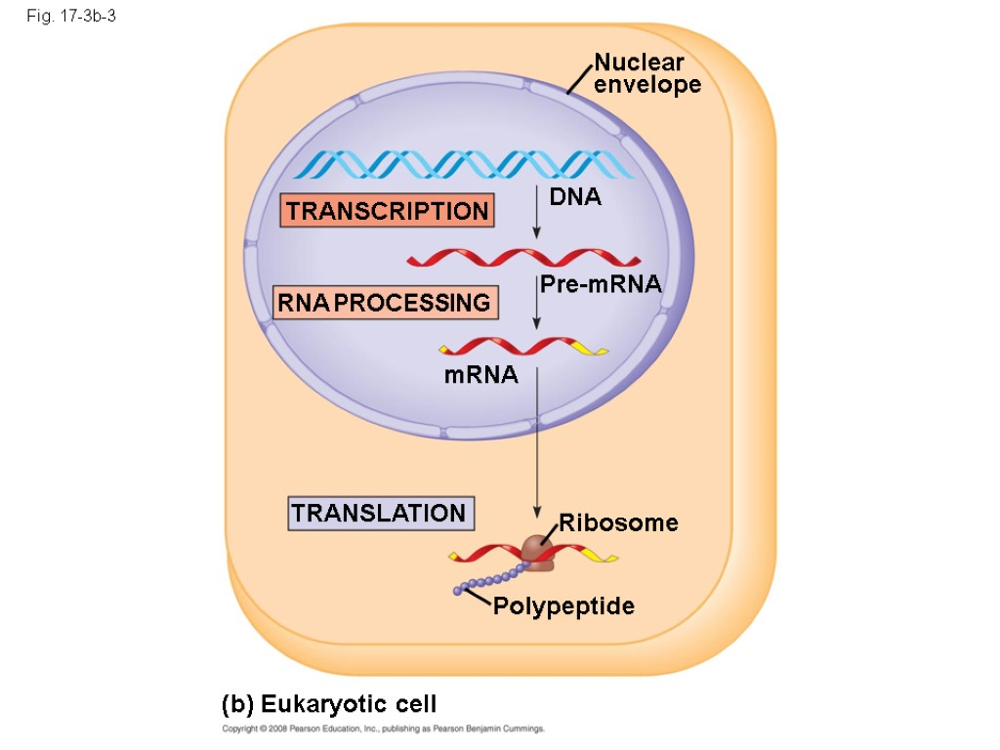 Fig. 17-3b-3
Nuclear
envelope
DNA
TRANSCRIPTION
Pre-mRNA
RNA PROCESSING
mRNA
TRANSLATION
Ribosome
Polypeptide
(b) Eukaryotic cell
Copyright © 2008 Pearson Education, Inc., publishing as Pearson Benjamin Cummings.